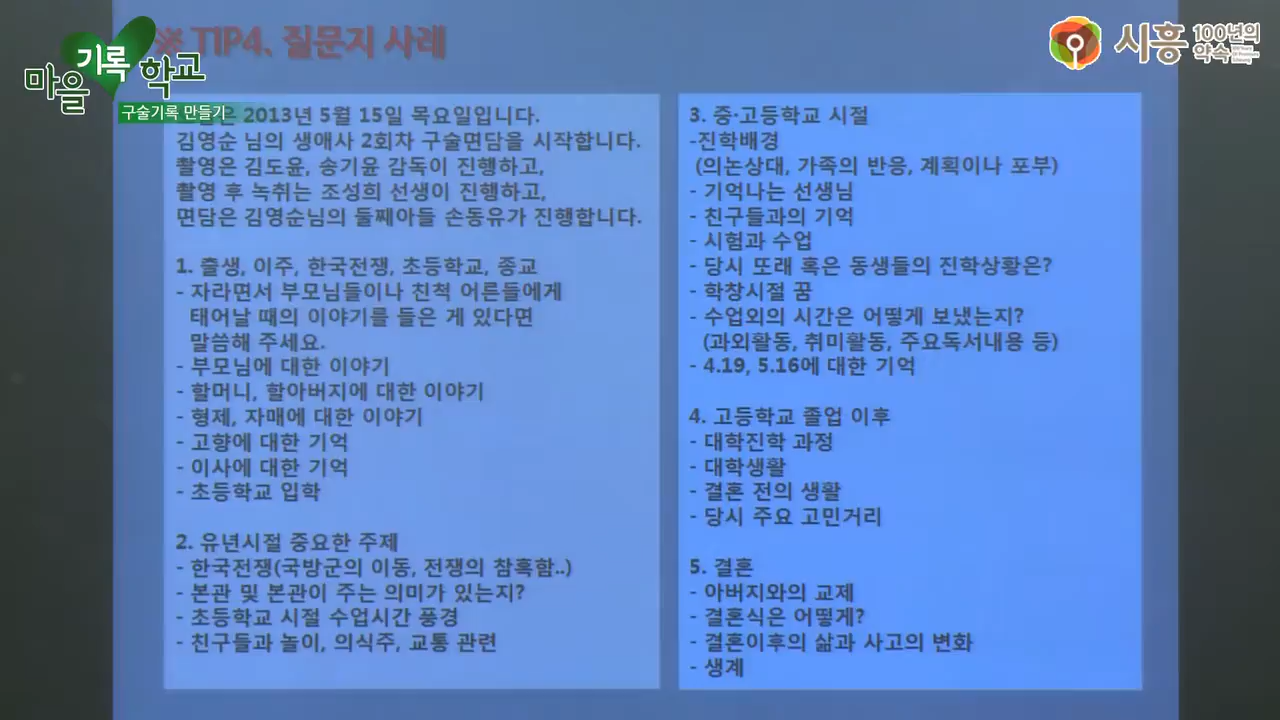 ※ TIP4. 질문지 사례
마을 기록 학교
구술기록 만들기
시흥 100년의 약속
2013년 5월 15일 목요일입니다.
김영순 님의 생애사 2회차 구술면담을 시작합니다.
촬영은 김도윤, 송기윤 감독이 진행하고,
촬영 후 녹취는 조성희 선생이 진행하고,
면담은 김영순님의 둘째아들 손동유가 진행합니다.
1. 출생, 이주, 한국전쟁, 초등학교, 종교
- 자라면서 부모님들이나 친척 어른들에게
태어날 때의 이야기를 들은 게 있다면
말씀해 주세요.
- 부모님에 대한 이야기
- 할머니, 할아버지에 대한 이야기
- 형제, 자매에 대한 이야기
- 고향에 대한 기억
- 이사에 대한 기억
- 초등학교 입학
2. 유년시절 중요한 주제
- 한국전쟁(국방군의 이동, 전쟁의 참혹함..)
- 본관 및 본관이 주는 의미가 있는지?
- 초등학교 시절 수업시간 풍경
- 친구들과 놀이, 의식주, 교통 관련
3. 중·고등학교 시절
-진학배경
(의논상대, 가족의 반응, 계획이나 포부)
- 기억나는 선생님
- 친구들과의 기억
- 시험과 수업
- 당시 또래 혹은 동생들의 진학상황은?
- 학창시절 꿈
- 수업외의 시간은 어떻게 보냈는지?
(과외활동, 취미활동, 주요독서내용 등)
- 4.19, 5.16에 대한 기억
4. 고등학교 졸업 이후
- 대학진학 과정
- 대학생활
- 결혼 전의 생활
- 당시 주요 고민거리
5. 결혼
- 아버지와의 교제
- 결혼식은 어떻게?
- 결혼이후의 삶과 사고의 변화
- 생계